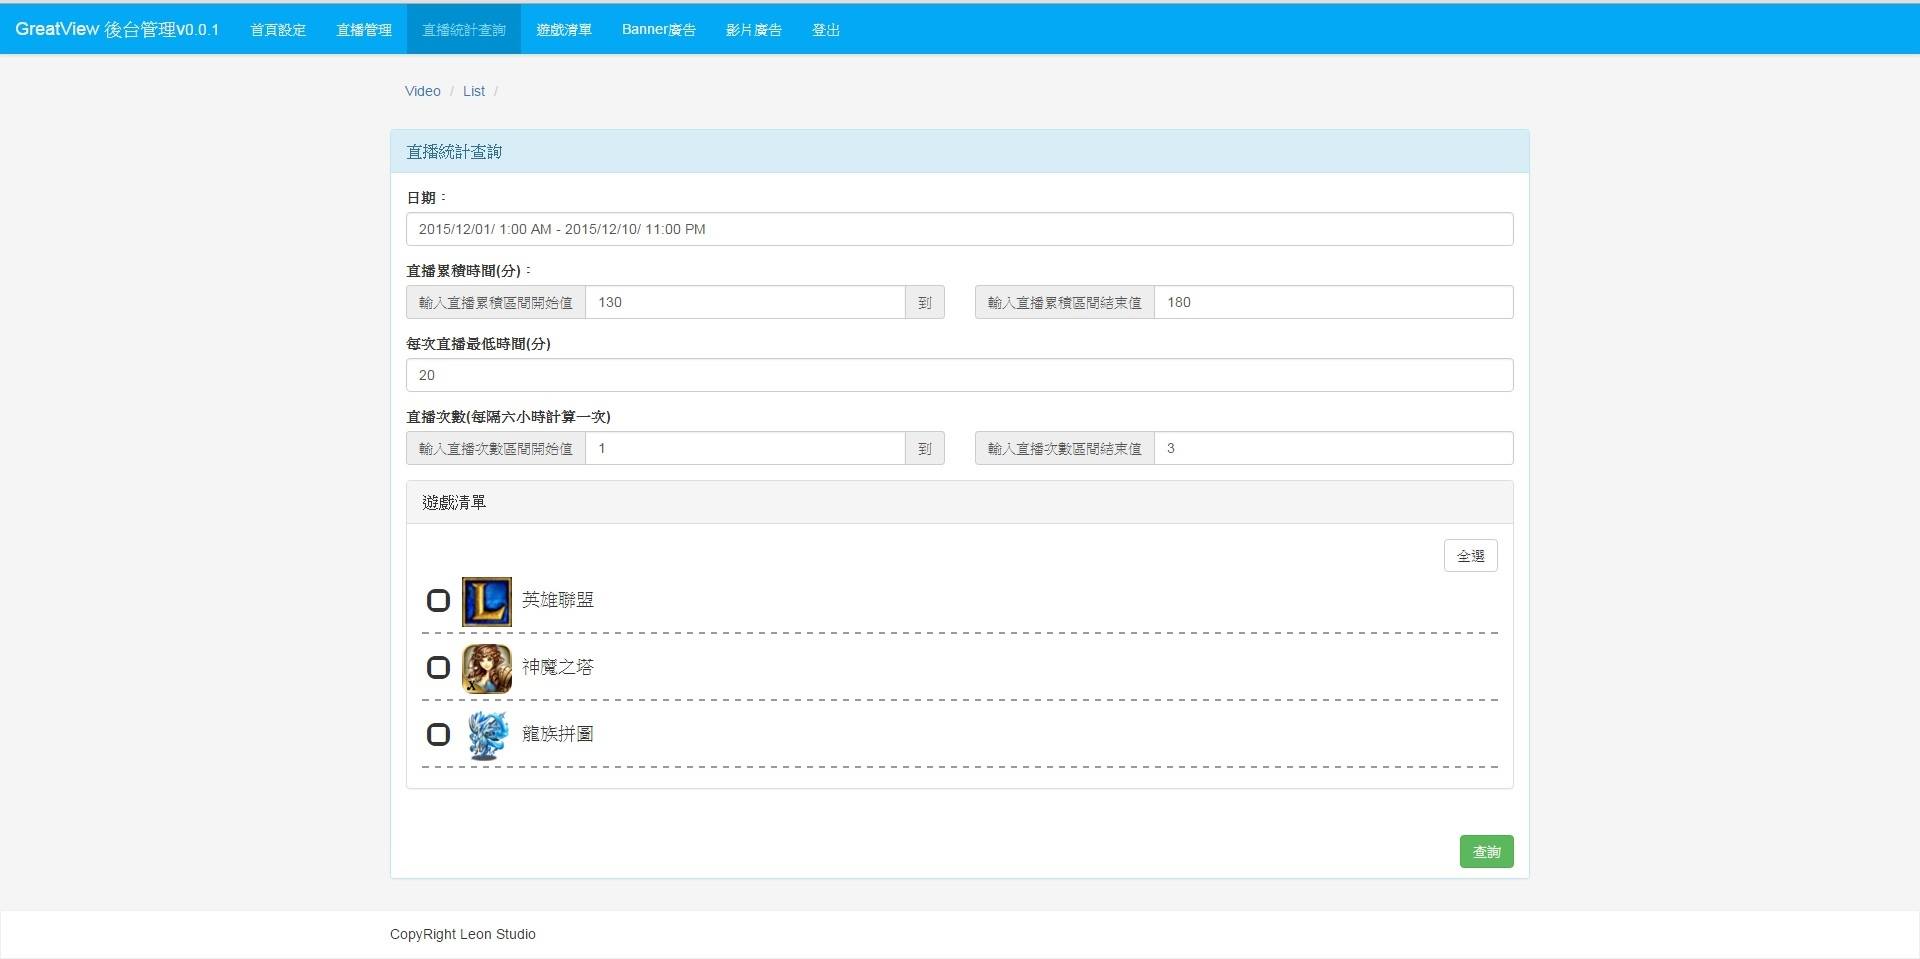 GreatView 後台管理v0.0.1 首頁設定 直播管理 直播統計查詢 遊戲清單 Banner廣告 影片廣告 登出
Video / List /
直播統計查詢
日期：
2015/12/01/ 1:00 AM - 2015/12/10/ 11:00 PM
直播累積時間(分)：
輸入直播累積區間開始值 130 到 輸入直播累積區間結束值 180
每次直播最低時間(分)
20
直播次數(每隔六小時計算一次)
輸入直播次數區間開始值 1 到 輸入直播次數區間結束值 3
遊戲清單
全選
英雄聯盟
神魔之塔
龍族拼圖
查詢
CopyRight Leon Studio